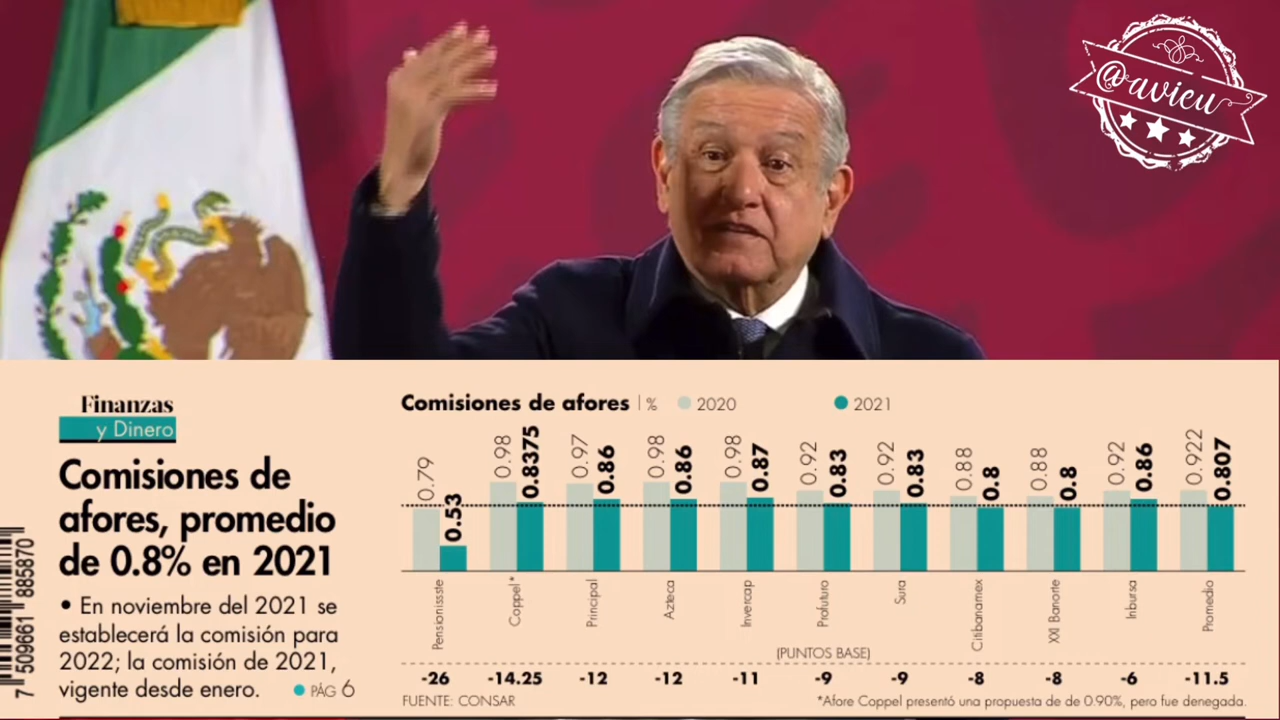 @avieu
Finanzas
y Dinero
Comisiones de
afores, promedio
de 0.8% en 2021
• En noviembre del 2021 se
establecerá la comisión para
2022; la comisión de 2021,
vigente desde enero. ● PÁG 6
7 509661 885870
Comisiones de afores | % 2020 2021
0.79 0.53 0.98 0.8375 0.97 0.86 0.98 0.86 0.98 0.87 0.92 0.83 0.92 0.83 0.88 0.8 0.88 0.8 0.92 0.86 0.922 0.807
Pensionissste Coppel* Principal Azteca Invercap Profuturo Sura Citibanamex XXI Banorte Inbursa Promedio
(PUNTOS BASE)
-26 -14.25 -12 -12 -11 -9 -9 -8 -8 -6 -11.5
FUENTE: CONSAR *Afore Coppel presentó una propuesta de de 0.90%, pero fue denegada.